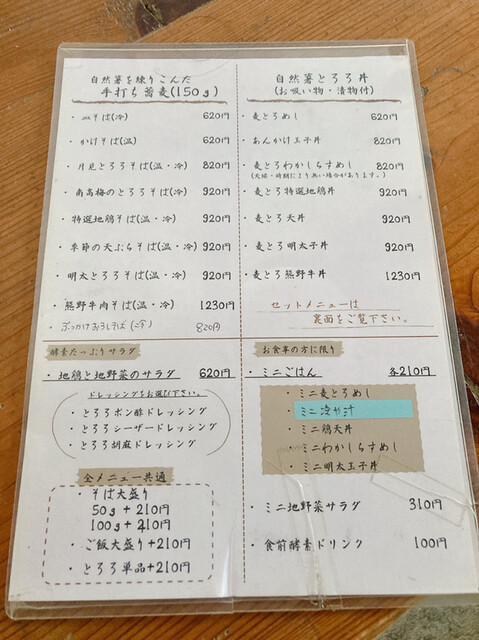 自然薯を練りこんだ
手打ち蕎麦(150g)
・皿そば(冷) 620円
・かけそば(温) 620円
・月見とろろそば(温・冷) 820円
・南高梅のとろろそば(冷) 920円
・特選地鶏そば(温・冷) 920円
・季節の天ぷらそば(温・冷) 920円
・明太とろろそば(温・冷) 920円
・熊野牛肉そば(温・冷) 1230円
・ぶっかけおろしそば(冷) 820円
自然薯とろろ丼
(お吸い物・漬物付)
・麦とろめし 620円
・あんかけ玉子丼 820円
・麦とろわかしらすめし 820円
(天候・時期により無い場合があります。)
・麦とろ特選地鶏丼 920円
・麦とろ天丼 920円
・麦とろ明太子丼 920円
・麦とろ熊野牛丼 1230円
セットメニューは
裏面をご覧下さい。
酵素たっぷりサラダ
・地鶏と地野菜のサラダ 620円
ドレッシングをお選び下さい。
・とろろポン酢ドレッシング
・とろろシーザードレッシング
・とろろ胡麻ドレッシング
全メニュー共通
・そば大盛り
50g+210円
100g+410円
・ご飯大盛り+210円
・とろろ単品+210円
お食事の方に限り
・ミニごはん 各210円
・ミニ麦とろめし
・ミニ冷や汁
・ミニ鶏天丼
・ミニわかしらすめし
・ミニ明太玉子丼
・ミニ地野菜サラダ 310円
・食前酵素ドリンク 100円